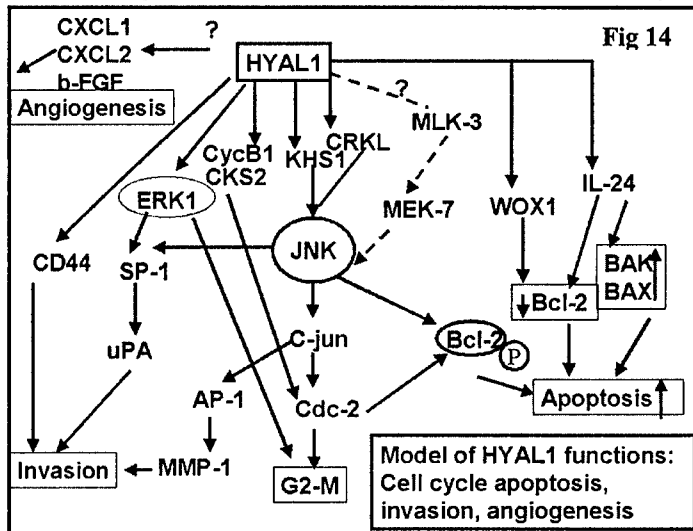 Fig 14
CXCL1
CXCL2
b-FGF
Angiogenesis
?
HYAL1
?
MLK-3
CRKL
CycB1
CKS2
KHS1
IL-24
MEK-7
WOX1
ERK1
JNK
CD44
SP-1
BAK
BAX
Bcl-2
C-jun
Bcl-2
P
uPA
AP-1
Cdc-2
Apoptosis
Invasion
MMP-1
G2-M
Model of HYAL1 functions:
Cell cycle apoptosis,
invasion, angiogenesis